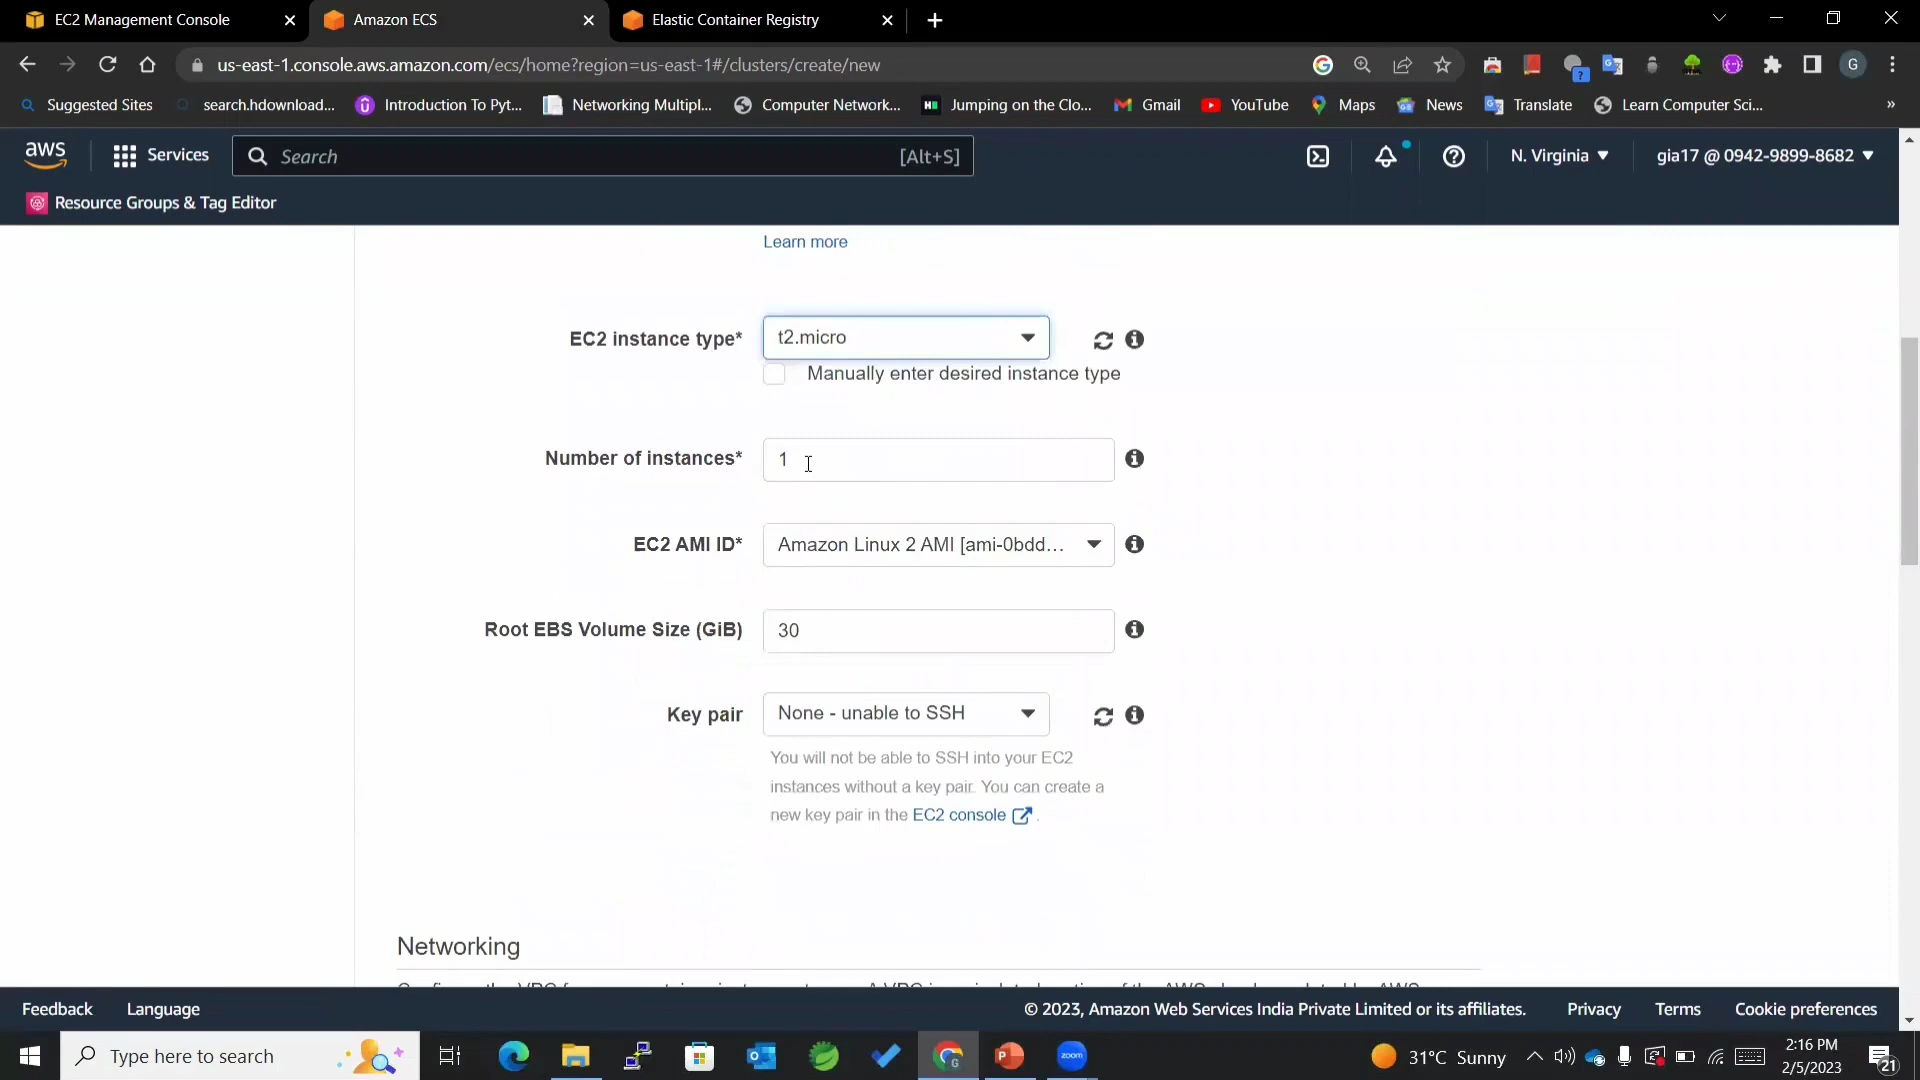 EC2 Management Console
Amazon ECS
Elastic Container Registry
us-east-1.console.aws.amazon.com/ecs/home?region=us-east-1#/clusters/create/new
G
Suggested Sites
search.hdownload...
Introduction To Pyt...
Networking Multipl...
Computer Network...
Jumping on the Clo...
Gmail
YouTube
Maps
News
Translate
Learn Computer Sci...
»
aws
Services
Search
[Alt+S]
N. Virginia
gia17 @ 0942-9899-8682
Resource Groups & Tag Editor
Learn more
EC2 instance type*
t2.micro
Manually enter desired instance type
Number of instances*
1
EC2 AMI ID*
Amazon Linux 2 AMI [ami-0bdd...
Root EBS Volume Size (GiB)
30
Key pair
None - unable to SSH
You will not be able to SSH into your EC2
instances without a key pair. You can create a
new key pair in the EC2 console .
Networking
Feedback
Language
© 2023, Amazon Web Services India Private Limited or its affiliates.
Privacy
Terms
Cookie preferences
Type here to search
zoom
31°C Sunny
2:16 PM
2/5/2023
21